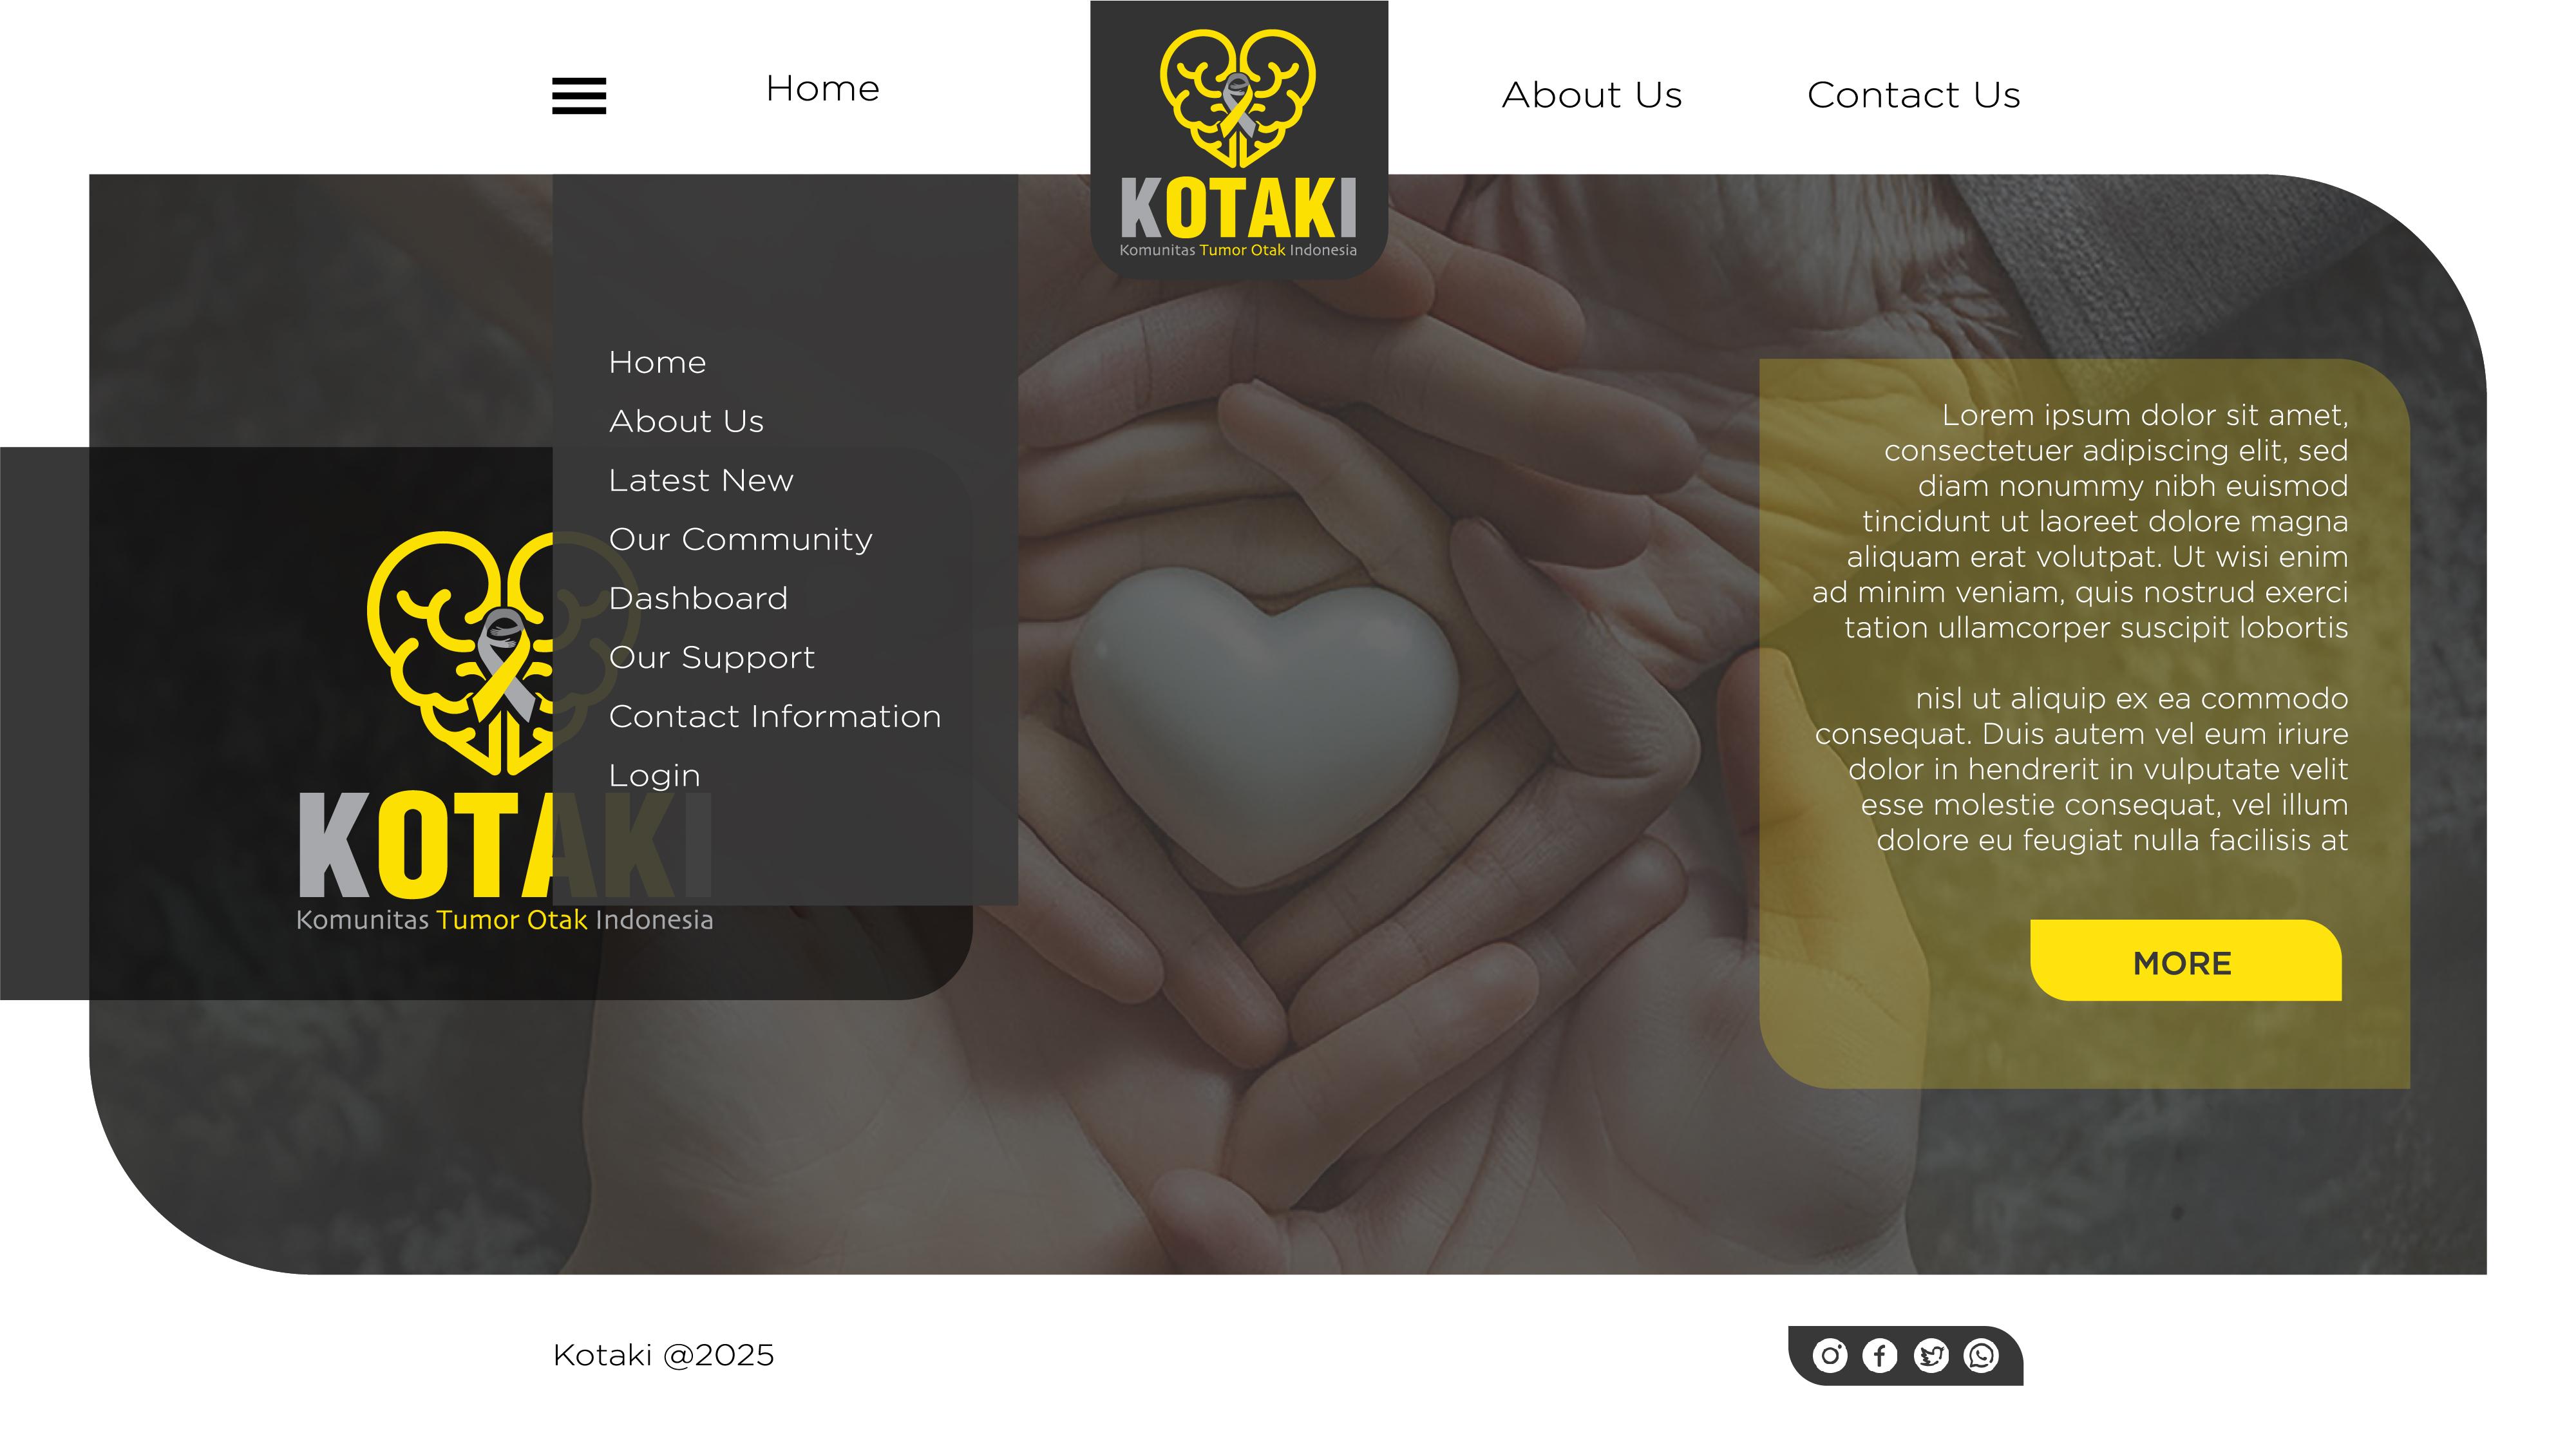 Home
KOTAKI
Komunitas Tumor Otak Indonesia
About Us
Contact Us
Home
About Us
Latest New
Our Community
Dashboard
Our Support
Contact Information
Login
KOTAKI
Komunitas Tumor Otak Indonesia
Lorem ipsum dolor sit amet,
consectetuer adipiscing elit, sed
diam nonummy nibh euismod
tincidunt ut laoreet dolore magna
aliquam erat volutpat. Ut wisi enim
ad minim veniam, quis nostrud exerci
tation ullamcorper suscipit lobortis
nisl ut aliquip ex ea commodo
consequat. Duis autem vel eum iriure
dolor in hendrerit in vulputate velit
esse molestie consequat, vel illum
dolore eu feugiat nulla facilisis at
MORE
Kotaki @2025